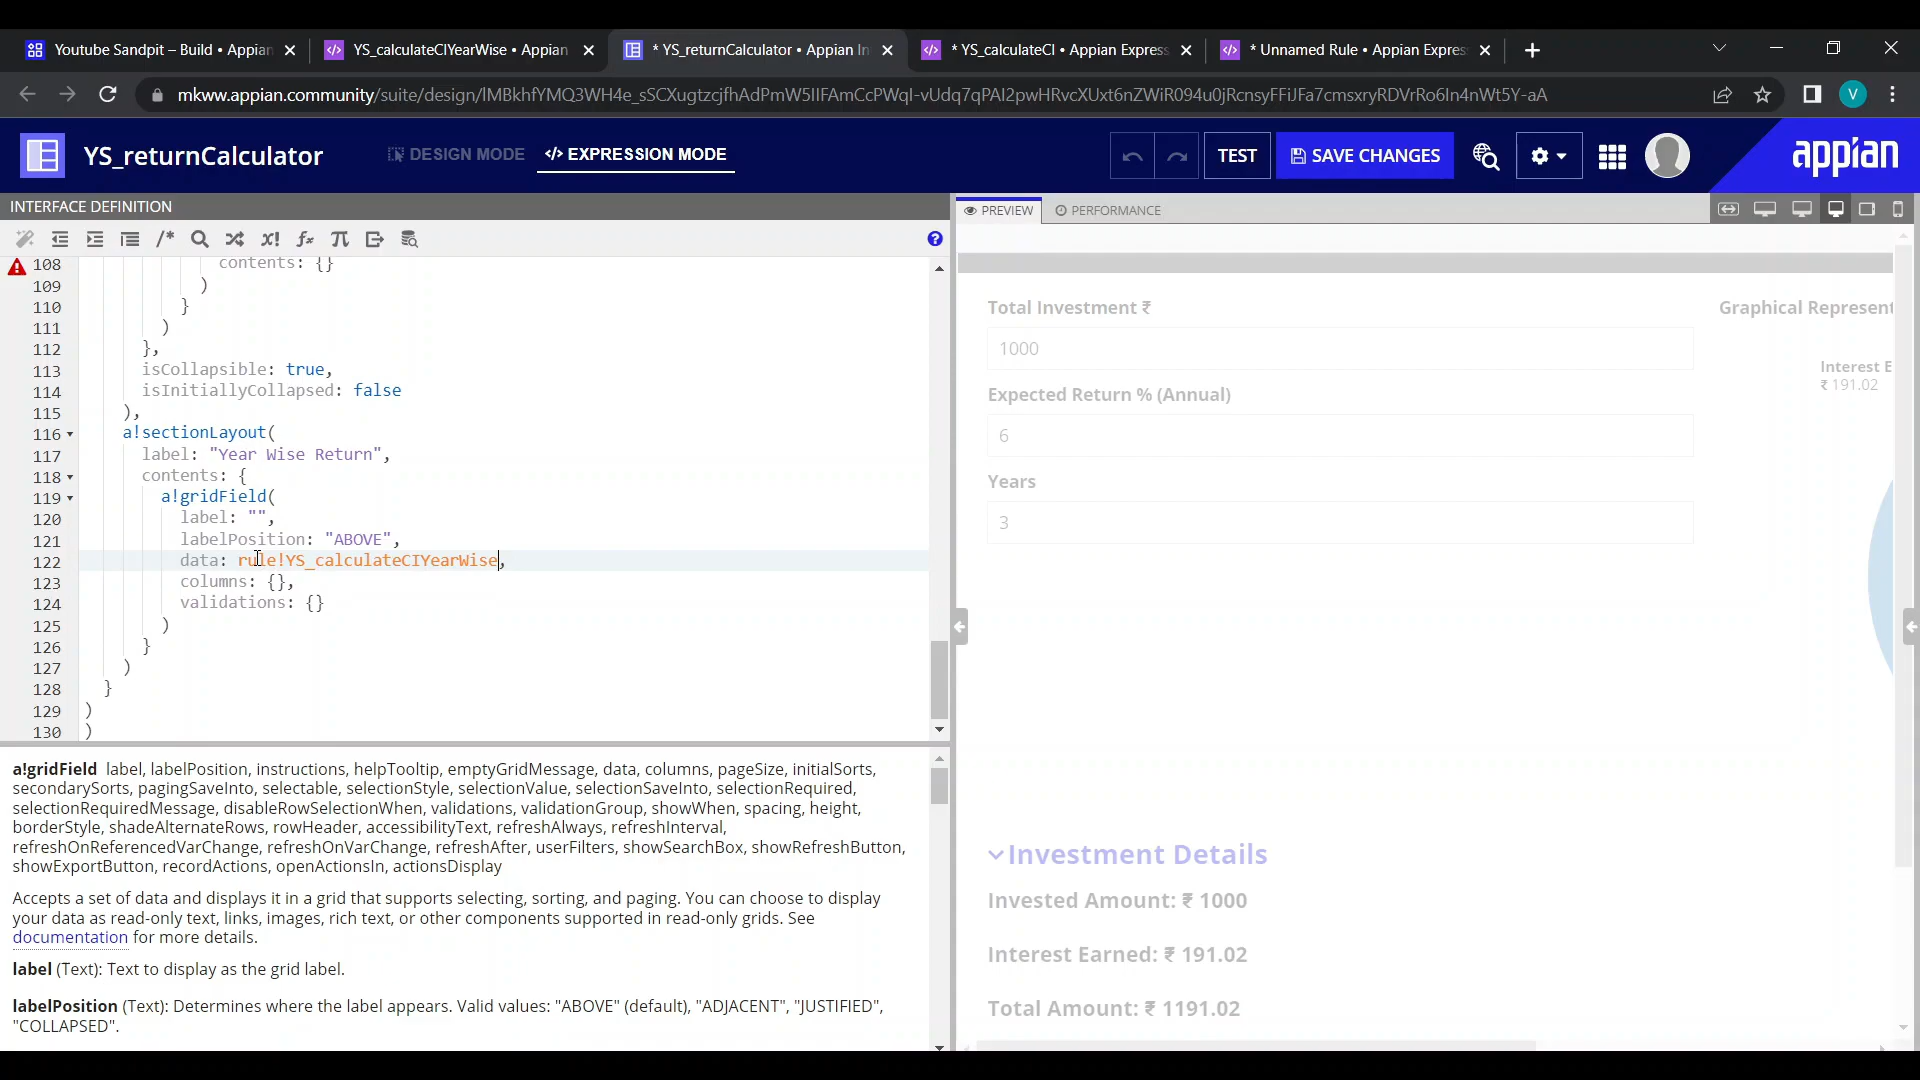 Youtube Sandpit – Build • Appian
YS_calculateCIYearWise • Appian
* YS_returnCalculator • Appian In
* YS_calculateCI • Appian Express
* Unnamed Rule • Appian Expres
mkww.appian.community/suite/design/
V
YS_returnCalculator
DESIGN MODE
</> EXPRESSION MODE
TEST
SAVE CHANGES
appian
INTERFACE DEFINITION
PREVIEW
PERFORMANCE
108 contents: {}
109 )
110 }
111 )
112 },
113 isCollapsible: true,
114 isInitiallyCollapsed: false
115 ),
116 a!sectionLayout(
117 label: "Year Wise Return",
118 contents: {
119 a!gridField(
120 label: "",
121 labelPosition: "ABOVE",
122 data: rule!YS_calculateCIYearWise,
123 columns: {},
124 validations: {}
125 )
126 }
127 )
128 }
129 )
130 )
a!gridField label, labelPosition, instructions, helpTooltip, emptyGridMessage, data, columns, pageSize, initialSorts,
secondarySorts, pagingSaveInto, selectable, selectionStyle, selectionValue, selectionSaveInto, selectionRequired,
selectionRequiredMessage, disableRowSelectionWhen, validations, validationGroup, showWhen, spacing, height,
borderStyle, shadeAlternateRows, rowHeader, accessibilityText, refreshAlways, refreshInterval,
refreshOnReferencedVarChange, refreshOnVarChange, refreshAfter, userFilters, showSearchBox, showRefreshButton,
showExportButton, recordActions, openActionsIn, actionsDisplay
Accepts a set of data and displays it in a grid that supports selecting, sorting, and paging. You can choose to display
your data as read-only text, links, images, rich text, or other components supported in read-only grids. See
documentation for more details.
label (Text): Text to display as the grid label.
labelPosition (Text): Determines where the label appears. Valid values: "ABOVE" (default), "ADJACENT", "JUSTIFIED",
"COLLAPSED".
Total Investment ₹
1000
Expected Return % (Annual)
6
Years
3
Graphical Represent
Interest E
₹ 191.02
Investment Details
Invested Amount: ₹ 1000
Interest Earned: ₹ 191.02
Total Amount: ₹ 1191.02